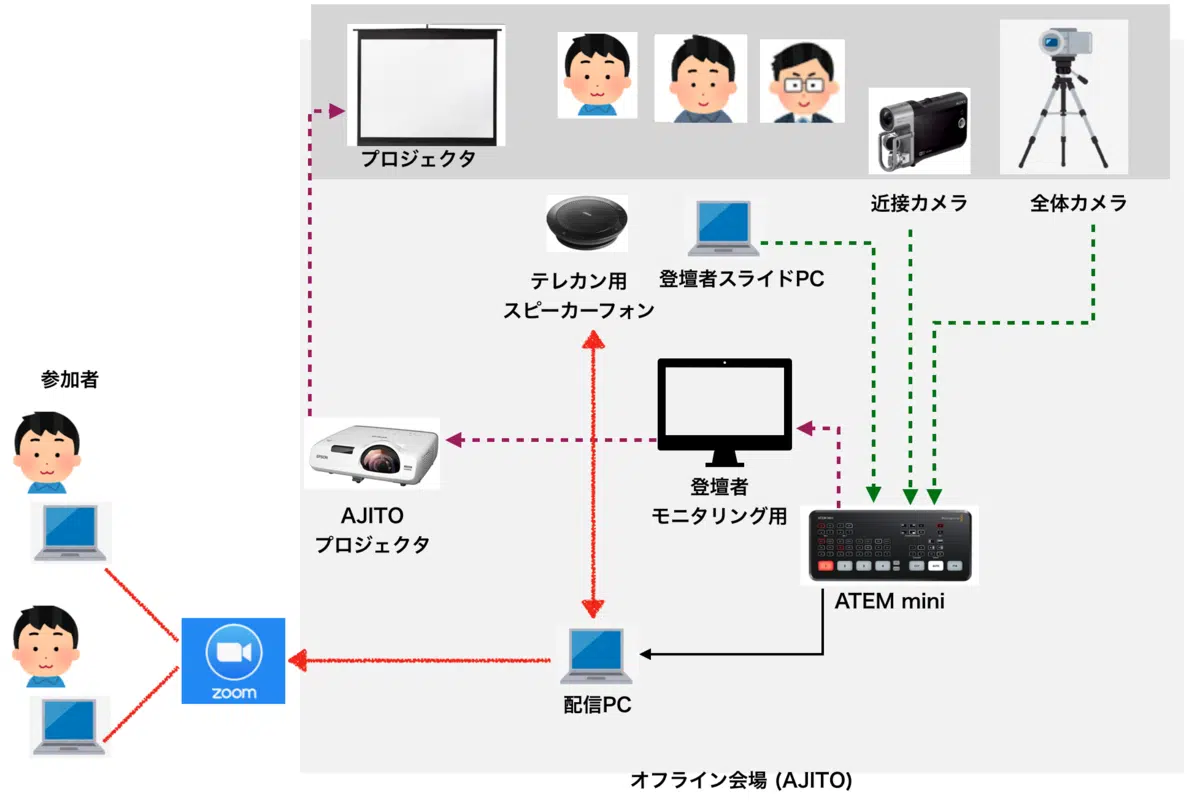 プロジェクタ
近接カメラ
全体カメラ
テレカン用
スピーカーフォン
登壇者スライドPC
参加者
AJITO
プロジェクタ
登壇者
モニタリング用
ATEM mini
zoom
配信PC
オフライン会場 (AJITO)